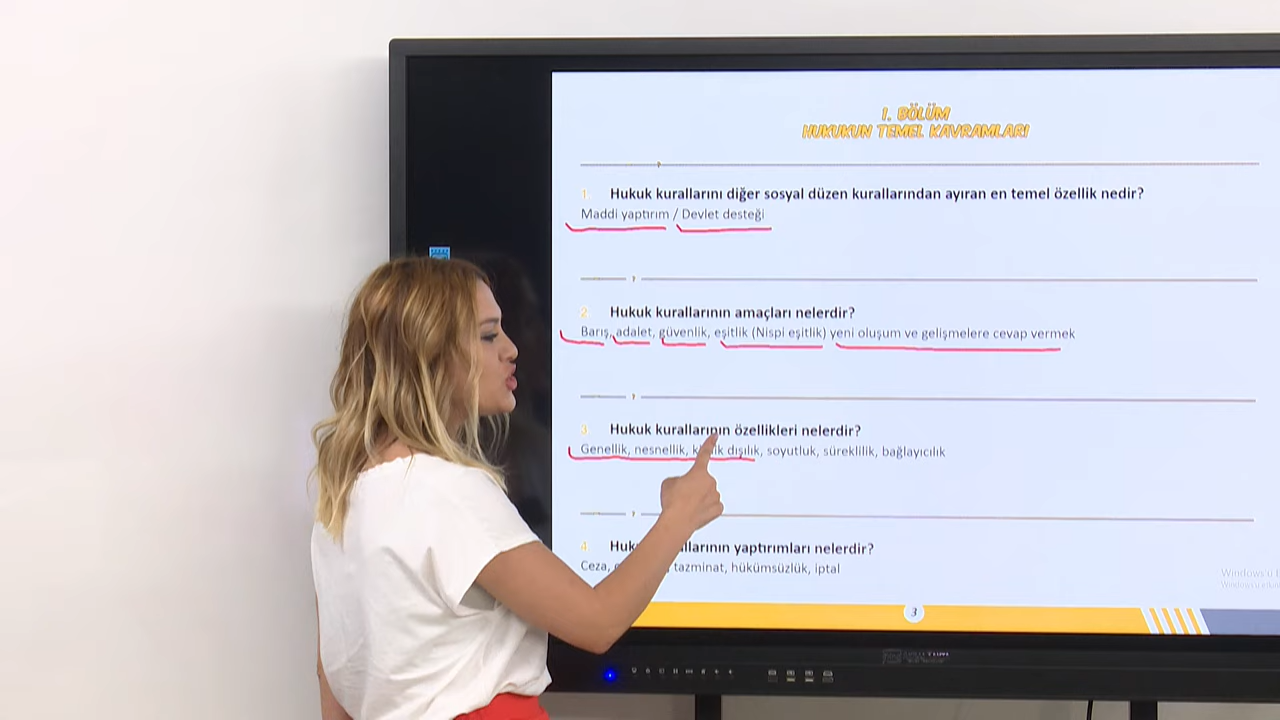 1. BÖLÜM
HUKUKUN TEMEL KAVRAMLARI
1. Hukuk kurallarını diğer sosyal düzen kurallarından ayıran en temel özellik nedir?
Maddi yaptırım / Devlet desteği
2. Hukuk kurallarının amaçları nelerdir?
Barış, adalet, güvenlik, eşitlik (Nispi eşitlik) yeni oluşum ve gelişmelere cevap vermek
3. Hukuk kurallarının özellikleri nelerdir?
Genellik, nesnellik, dışılık, soyutluk, süreklilik, bağlayıcılık
4. yaptırımları nelerdir?
Ceza, tazminat, hükümsüzlük, iptal
3